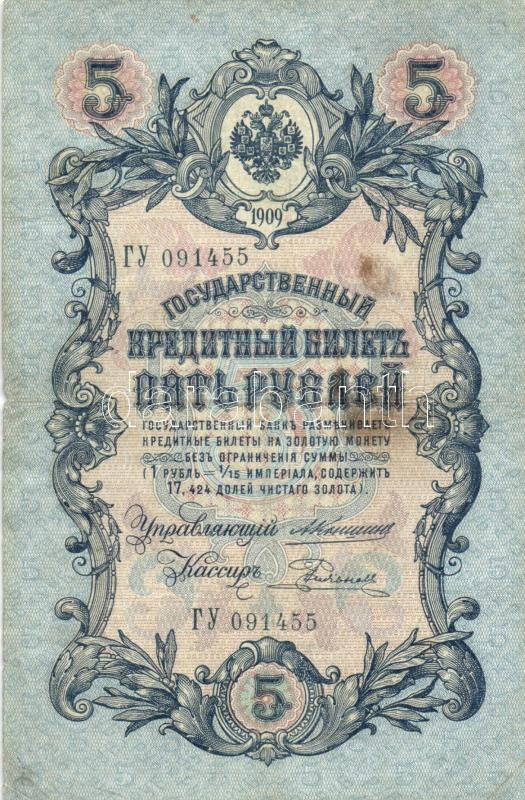 5 5
1909
ГУ 091455
ГОСУДАРСТВЕННЫЙ
КРЕДИТНЫЙ БИЛЕТЪ
ПЯТЬ РУБЛЕЙ
darabanth
ГОСУДАРСТВЕННЫЙ БАНКЪ РАЗМѢНИВАЕТЪ
КРЕДИТНЫЕ БИЛЕТЫ НА ЗОЛОТУЮ МОНЕТУ
БЕЗЪ ОГРАНИЧЕНІЯ СУММЫ
(1 РУБЛЬ = 1/15 ИМПЕРІАЛА, СОДЕРЖИТЪ
17,424 ДОЛЕЙ ЧИСТАГО ЗОЛОТА).
Управляющій
Кассиръ
ГУ 091455
5